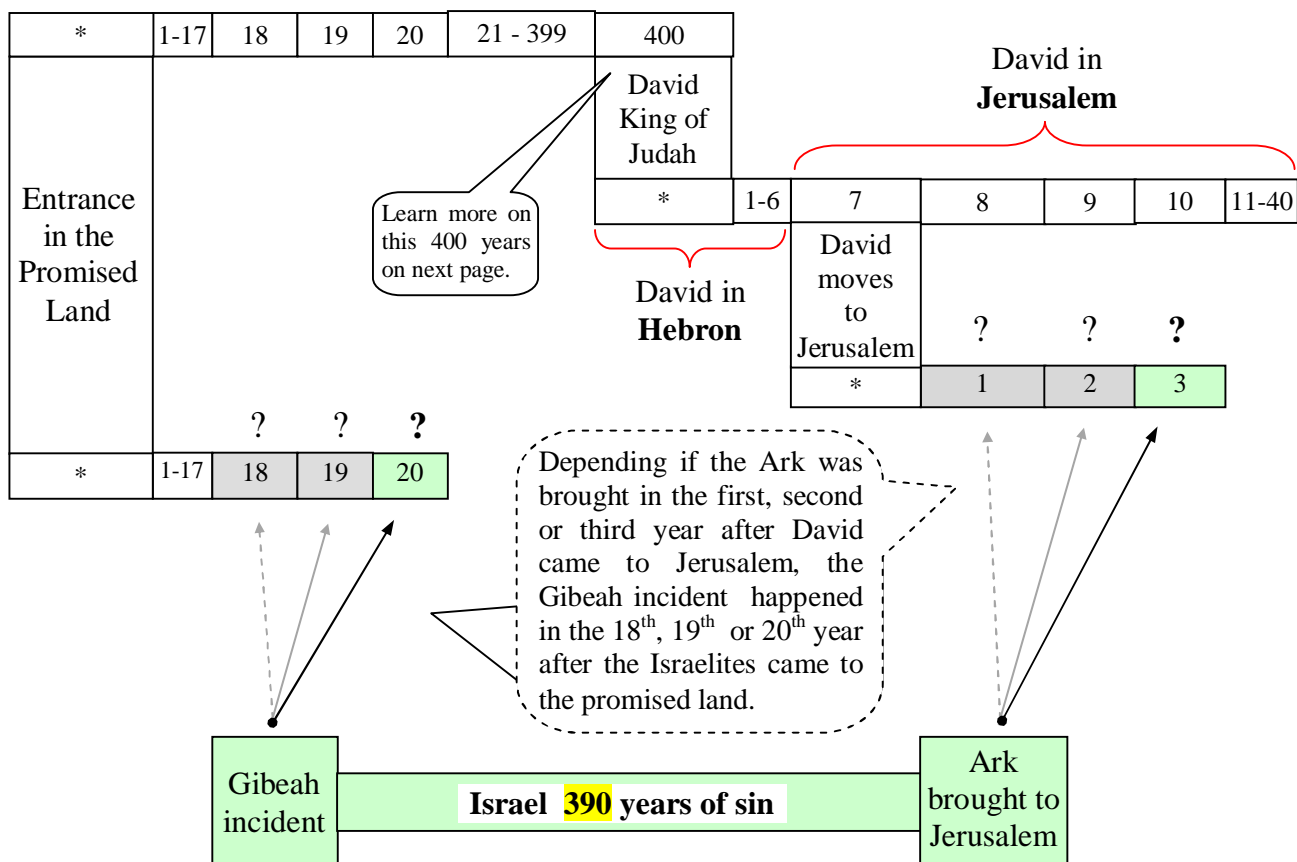 * 1-17 18 19 20 21 - 399 400
David in
Jerusalem
David
King of
Judah
Entrance
in the
Promised
Land
Learn more on
this 400 years
on next page.
* 1-6 7 8 9 10 11-40
David in
Hebron
David
moves
to
Jerusalem
? ? ?
* 1 2 3
? ? ?
* 1-17 18 19 20
Depending if the Ark was
brought in the first, second
or third year after David
came to Jerusalem, the
Gibeah incident happened
in the 18th, 19th or 20th year
after the Israelites came to
the promised land.
Gibeah
incident
Israel 390 years of sin
Ark
brought to
Jerusalem